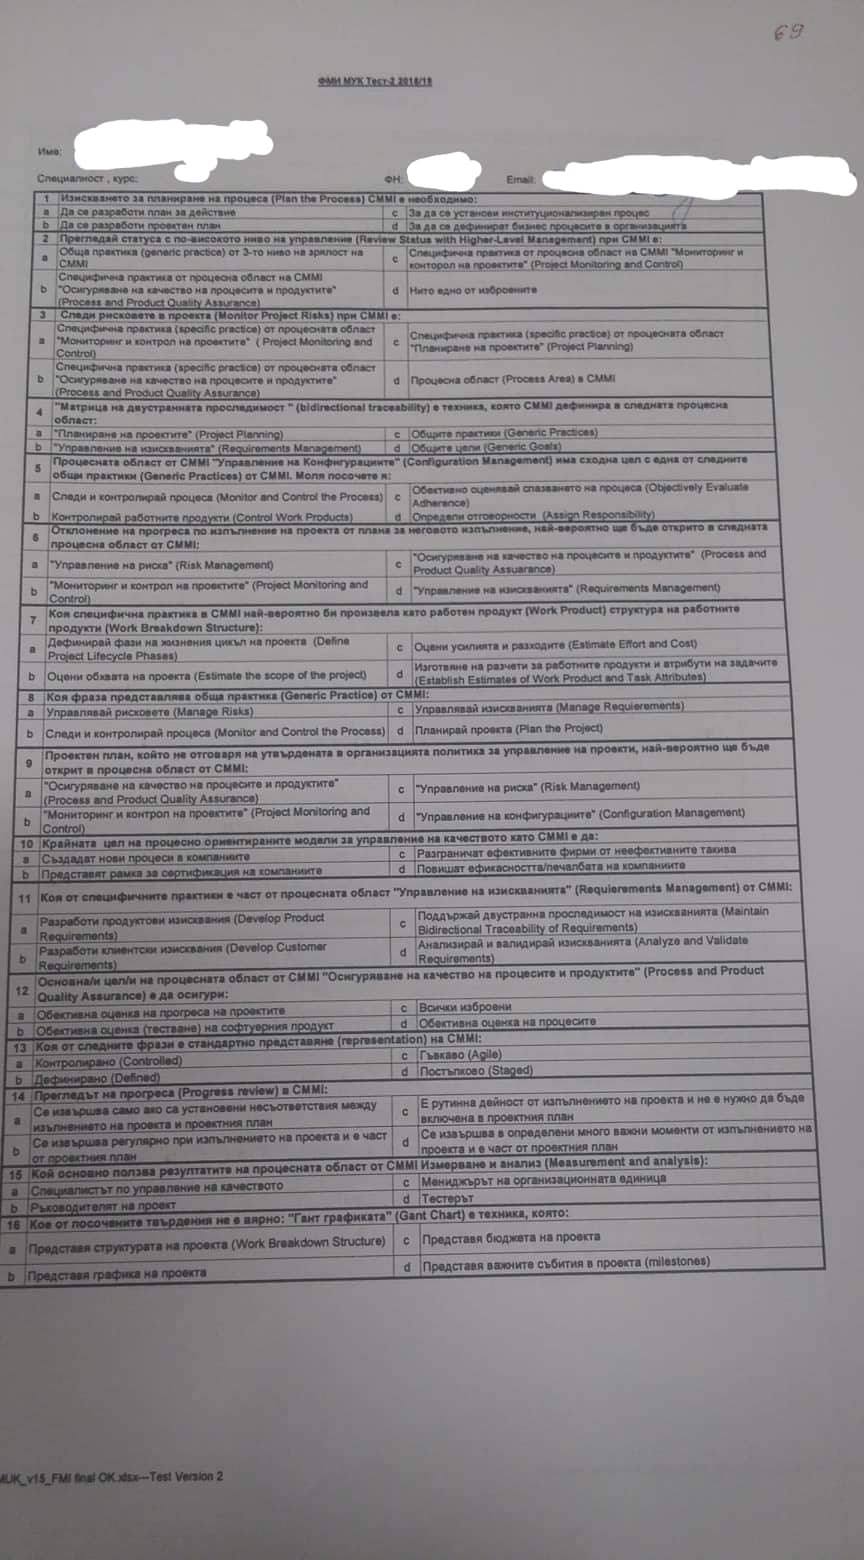 69
ФМИ МУК Тест-2 2018/19
Име:
Специалност , курс: ФН: Email:
1 Изискването за планиране на процеса (Plan the Process) CMMI е необходимо:
a Да се разработи план за действие c За да се установи институционализиран процес
b Да се разработи проектен план d За да се дефинират бизнес процесите в организацията
2 Прегледай статуса с по-високото ниво на управление (Review Status with Higher-Level Management) при CMMI е:
a Обща практика (generic practice) от 3-то ниво на зрялост на CMMI c Специфична практика от процесна област на CMMI "Мониторинг и конторол на проектите" (Project Monitoring and Control)
b Специфична практика от процесна област на CMMI "Осигуряване на качество на процесите и продуктите" (Process and Product Quality Assurance) d Нито едно от изброените
3 Следи рисковете в проекта (Monitor Project Risks) при CMMI е:
a Специфична практика (specific practice) от процесната област "Мониторинг и контрол на проектите" ( Project Monitoring and Control) c Специфична практика (specific practice) от процесната област "Планиране на проектите" (Project Planning)
b Специфична практика (specific practice) от процесната област "Осигуряване на качество на процесите и продуктите" (Process and Product Quality Assurance) d Процесна област (Process Area) в CMMI
4 "Матрица на двустранната проследимост " (bidirectional traceability) е техника, която CMMI дефинира в следната процесна област:
a "Планиране на проектите" (Project Planning) c Общите практики (Generic Practices)
b "Управление на изискванията" (Requirements Management) d Общите цели (Generic Goals)
5 Процесната област от CMMI "Управление на Конфигурациите" (Configuration Management) има сходна цел с една от следните общи практики (Generic Practices) от CMMI. Моля посочете я:
a Следи и контролирай процеса (Monitor and Control the Process) c Обективно оценявай спазването на процеса (Objectively Evaluate Adherence)
b Контролирай работните продукти (Control Work Products) d Определи отговорности (Assign Responsibility)
6 Отклонение на прогреса по изпълнение на проекта от плана за неговото изпълнение, най-вероятно ще бъде открито в следната процесна област от CMMI:
a "Управление на риска" (Risk Management) c "Осигуряване на качество на процесите и продуктите" (Process and Product Quality Assuarance)
b "Мониторинг и контрол на проектите" (Project Monitoring and Control) d "Управление на изискванията" (Requirements Management)
7 Коя специфична практика в CMMI най-вероятно би произвела като работен продукт (Work Product) структура на работните продукти (Work Breakdown Structure):
a Дефинирай фази на жизнения цикъл на проекта (Define Project Lifecycle Phases) c Оцени усилията и разходите (Estimate Effort and Cost)
b Оцени обхвата на проекта (Estimate the scope of the project) d Изготвяне на разчети за работните продукти и атрибути на задачите (Establish Estimates of Work Product and Task Attributes)
8 Коя фраза представлява обща практика (Generic Practice) от CMMI:
a Управлявай рисковете (Manage Risks) c Управлявай изискванията (Manage Requierements)
b Следи и контролирай процеса (Monitor and Control the Process) d Планирай проекта (Plan the Project)
9 Проектен план, който не отговаря на утвърдената в организацията политика за управление на проекти, най-вероятно ще бъде открит в процесна област от CMMI:
a "Осигуряване на качество на процесите и продуктите" (Process and Product Quality Assurance) c "Управление на риска" (Risk Management)
b "Мониторинг и контрол на проектите" (Project Monitoring and Control) d "Управление на конфигурациите" (Configuration Management)
10 Крайната цел на процесно ориентираните модели за управление на качеството като CMMI е да:
a Създадат нови процеси в компаниите c Разграничат ефективните фирми от неефективните такива
b Представят рамка за сертификация на компаниите d Повишат ефикасността/печалбата на компаниите
11 Коя от специфичните практики е част от процесната област "Управление на изискванията" (Requierements Management) от CMMI:
a Разработи продуктови изисквания (Develop Product Requirements) c Поддържай двустранна проследимост на изискванията (Maintain Bidirectional Traceability of Requirements)
b Разработи клиентски изисквания (Develop Customer Requirements) d Анализирай и валидирай изискванията (Analyze and Validate Requirements)
12 Основна/и цел/и на процесната област от CMMI "Осигуряване на качество на процесите и продуктите" (Process and Product Quality Assurance) е да осигури:
a Обективна оценка на прогреса на проектите c Всички изброени
b Обективна оценка (тестване) на софтуерния продукт d Обективна оценка на процесите
13 Коя от следните фрази е стандартно представяне (representation) на CMMI:
a Контролирано (Controlled) c Гъвкаво (Agile)
b Дефинирано (Defined) d Постъпково (Staged)
14 Прегледът на прогреса (Progress review) в CMMI:
a Се извършва само ако са установени несъответствия между изпълнението на проекта и проектния план c Е рутинна дейност от изпълнението на проекта и не е нужно да бъде включена в проектния план
b Се извършва регулярно при изпълнението на проекта и е част от проектния план d Се извършва в определени много важни моменти от изпълнението на проекта и е част от проектния план
15 Кой основно ползва резултатите на процесната област от CMMI Измерване и анализ (Measurement and analysis):
a Специалистът по управление на качеството c Мениджърът на организационната единица
b Ръководителят на проект d Тестерът
16 Кое от посочените твърдения не е вярно: "Гант графиката" (Gant Chart) е техника, която:
a Представя структурата на проекта (Work Breakdown Structure) c Представя бюджета на проекта
b Представя графика на проекта d Представя важните събития в проекта (milestones)
MUK_v15_FMI final OK.xlsx---Test Version 2